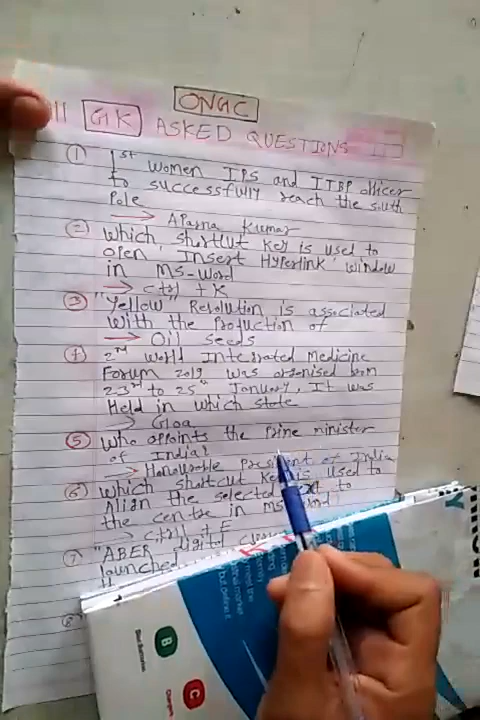 ONGC
All GK ASKED QUESTIONS
① 1st Women IPS and ITBP officer
to successfully reach the south
Pole
→ Aparna Kumar
② Which shortcut key is used to
open 'Insert Hyperlink' window
in MS-Word
→ ctrl + K
③ "Yellow" Revolution is associated
with the production of
→ Oil seeds
④ 2nd World Integrated Medicine
Forum 2019 was organised from
23rd to 25th January, It was
Held in which state
→ Goa
⑤ Who appoints the Prime minister
of India?
→ Honourable President of India
⑥ Which shortcut key is used to
Align the selected text to
the centre in MS Word
→ ctrl + E
⑦ "ABER digital
launched
⑧
B
C